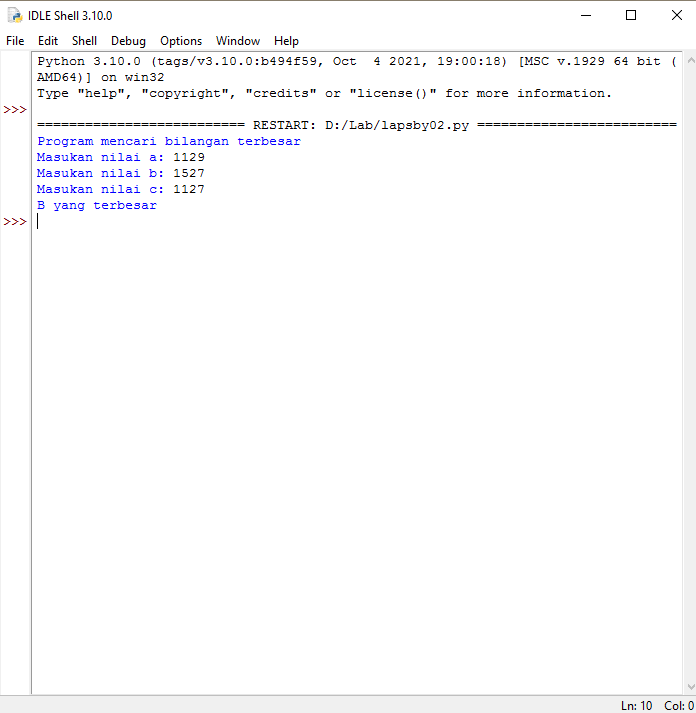 IDLE Shell 3.10.0
File Edit Shell Debug Options Window Help
Python 3.10.0 (tags/v3.10.0:b494f59, Oct  4 2021, 19:00:18) [MSC v.1929 64 bit (
AMD64)] on win32
Type "help", "copyright", "credits" or "license()" for more information.
>>>
========================== RESTART: D:/Lab/lapsby02.py =========================
Program mencari bilangan terbesar
Masukan nilai a: 1129
Masukan nilai b: 1527
Masukan nilai c: 1127
B yang terbesar
>>>
Ln: 10 Col: 0